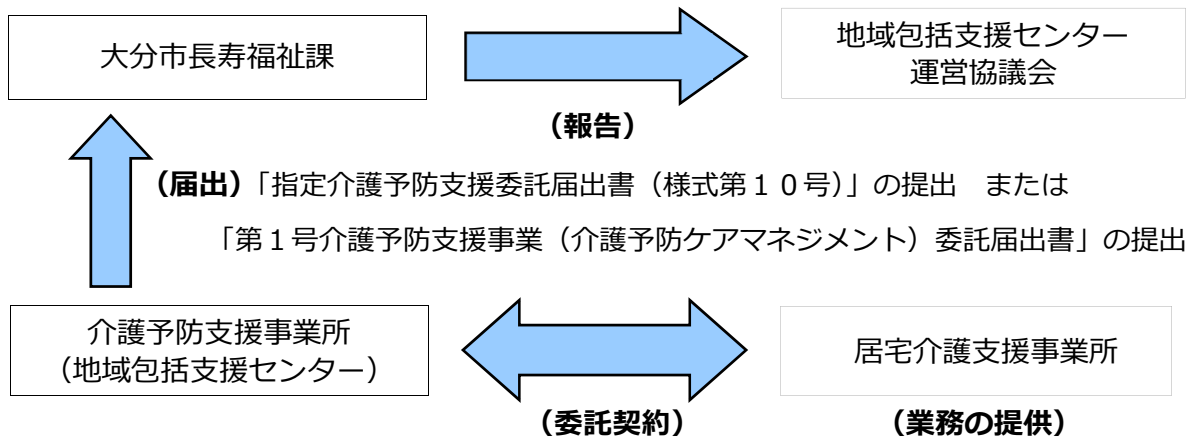 大分市長寿福祉課
地域包括支援センター
運営協議会
（報告）
（届出）「指定介護予防支援委託届出書（様式第１０号）」の提出　または
「第１号介護予防支援事業（介護予防ケアマネジメント）委託届出書」の提出
介護予防支援事業所
（地域包括支援センター）
居宅介護支援事業所
（委託契約）
（業務の提供）